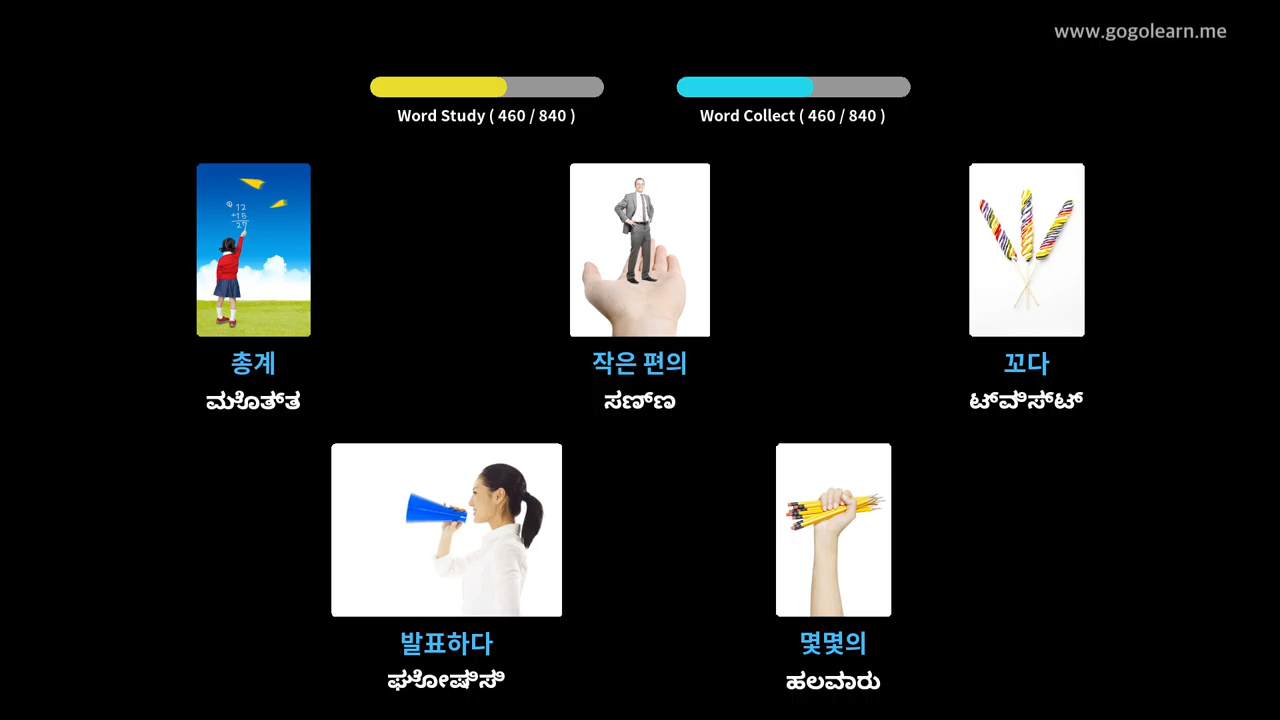 www.gogolearn.me
Word Study ( 460 / 840 )
Word Collect ( 460 / 840 )
총계
ಮೊತ್ತ
작은 편의
ಸಣ್ಣ
꼬다
ಟ್ವಿಸ್ಟ್
발표하다
ಘೋಷಿಸಿ
몇몇의
ಹಲವಾರು